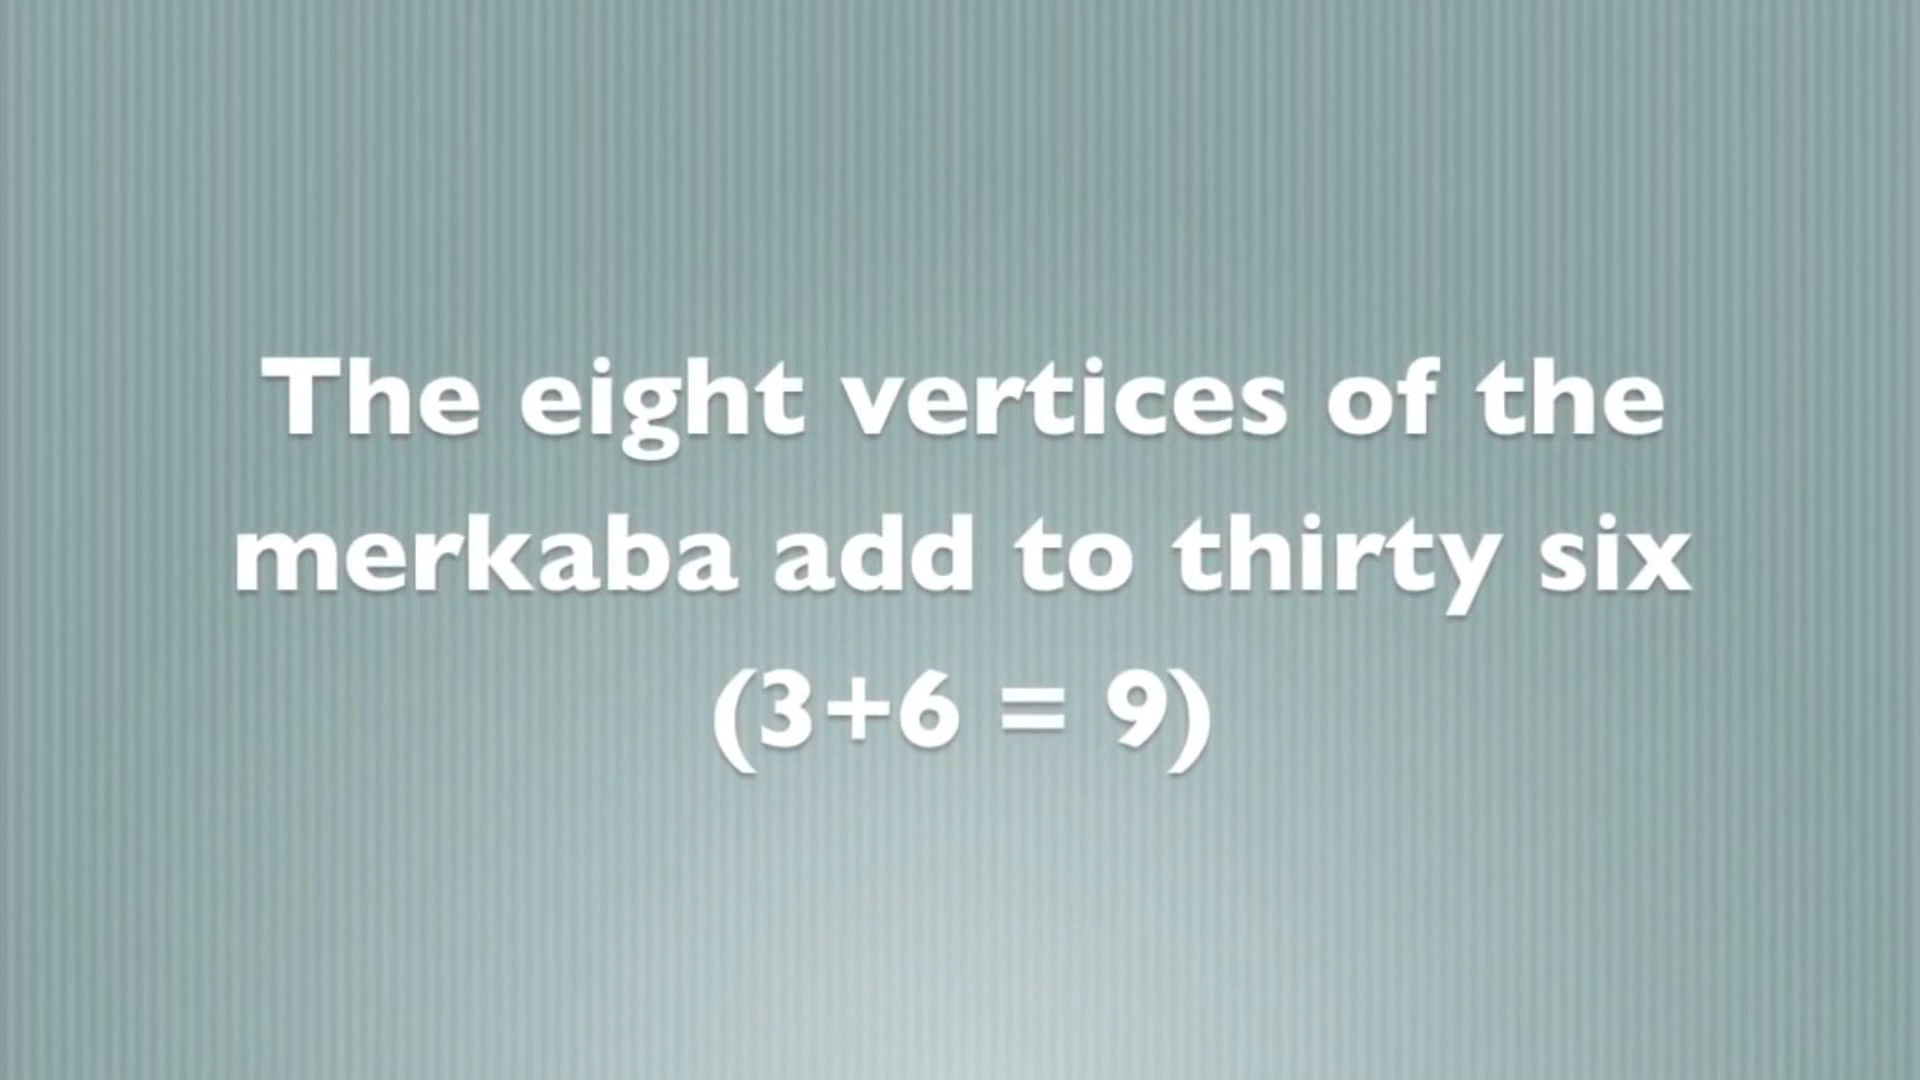 The eight vertices of the
merkaba add to thirty six
(3+6 = 9)